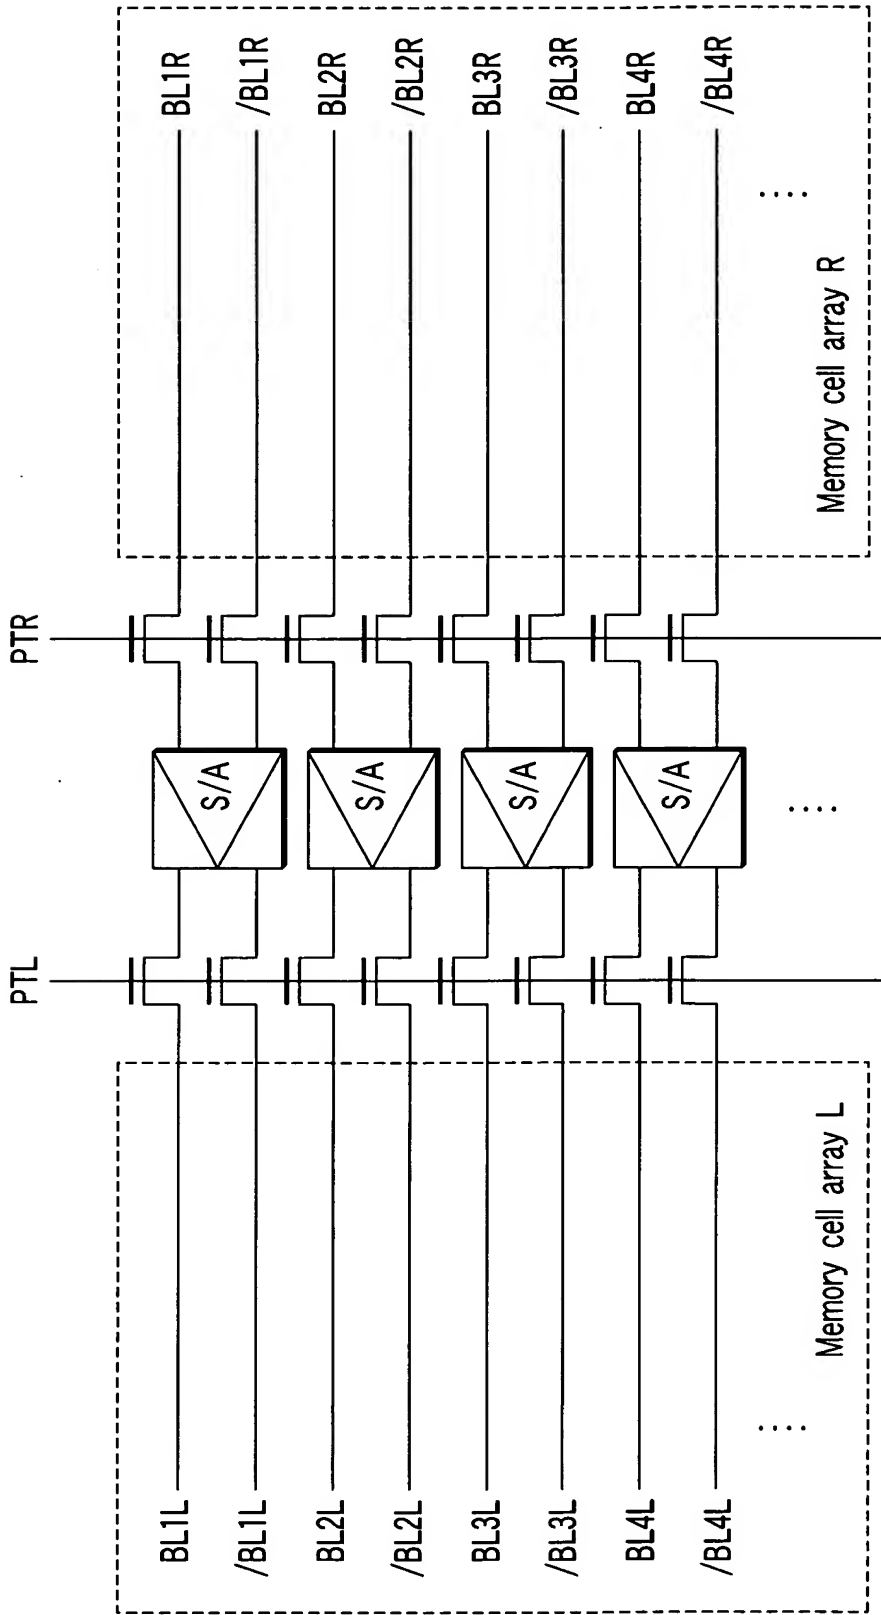 PTL
PTR
BL1L
BL1R
/BL1L
S/A
/BL1R
BL2L
BL2R
/BL2L
S/A
/BL2R
BL3L
BL3R
/BL3L
S/A
/BL3R
BL4L
BL4R
/BL4L
S/A
/BL4R
....
....
....
Memory cell array L
Memory cell array R